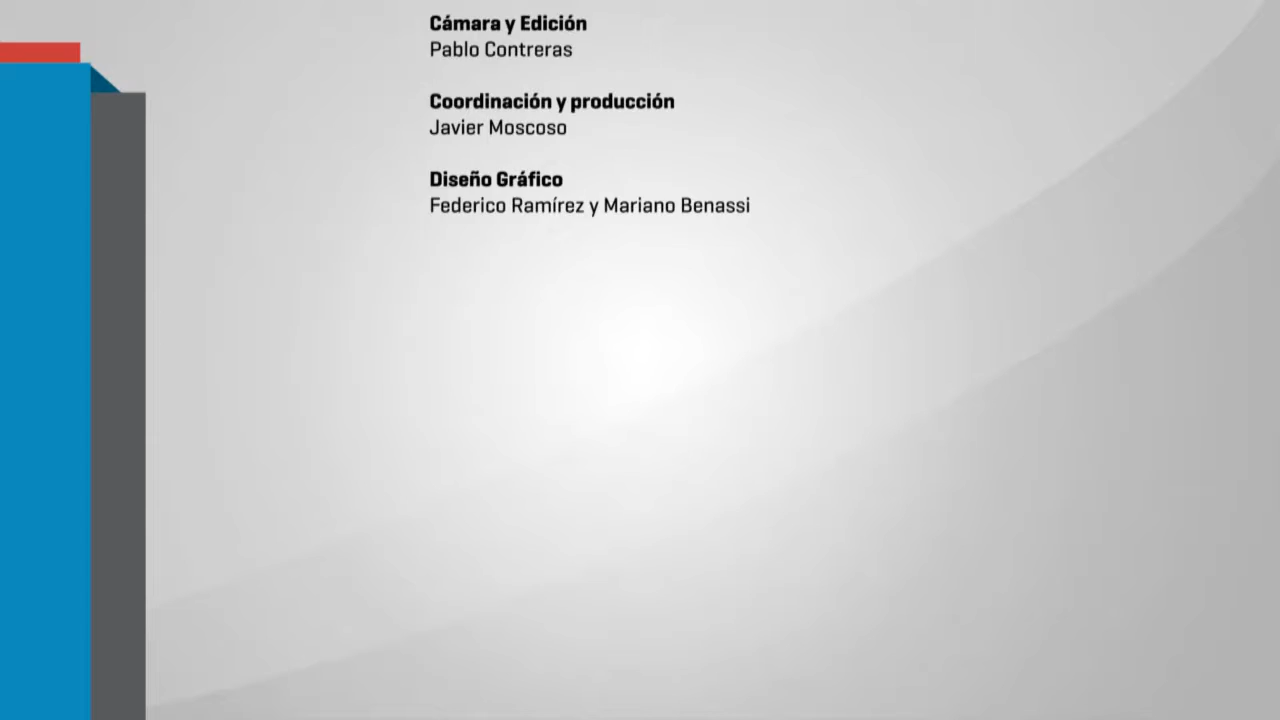 Cámara y Edición
Pablo Contreras
Coordinación y producción
Javier Moscoso
Diseño Gráfico
Federico Ramírez y Mariano Benassi